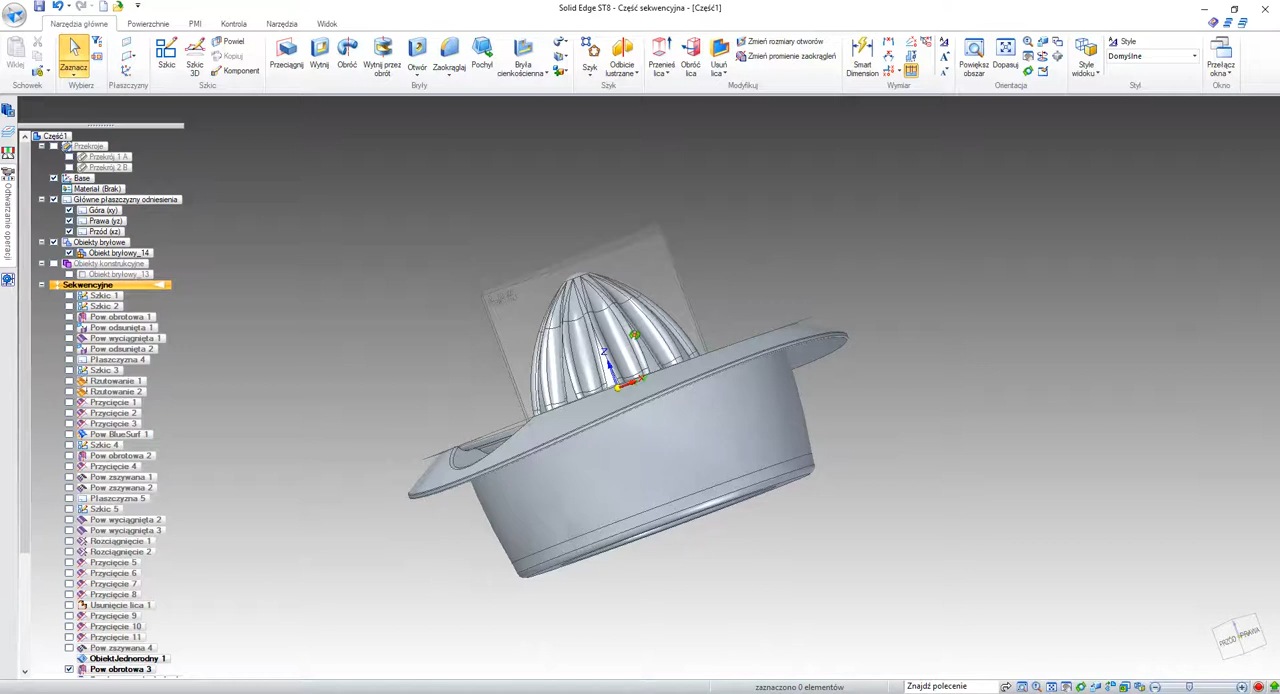 Solid Edge ST8 - Część sekwencyjna - [Część1]
Narzędzia główne Powierzchnie PMI Kontrola Narzędzia Widok
Wklej
Zaznacz
Szkic
Szkic 3D
Powiel
Skopiuj
Komponent
Przeciągnij
Wytnij
Wytnij przez obrót
Otwór
Zaokrąglaj
Pochyl
Bryła cienkościenna
Szyk
Odbicie lustrzane
Przenieś lica
Obróć lica
Usuń lica
Zmień rozmiary otworów
Zmień promienie zaokrągleń
Smart Dimension
Powiększ obszar
Dopasuj
Style widoku
Style
Domyślne
Przełącz okna
Schowek Wybierz Płaszczyzny Szkic Bryły Szyk Modyfikuj Wymiar Orientacja Styl Okno
Odtwarzanie operacji
Część1
Przekroje
Przekrój 1 A
Przekrój 2 B
Base
Materiał (Brak)
Główne płaszczyzny odniesienia
Góra (xy)
Prawa (yz)
Przód (xz)
Obiekty bryłowe
Obiekt bryłowy_14
Obiekty konstrukcyjne
Obiekt bryłowy_13
Sekwencyjne
Szkic 1
Szkic 2
Pow obrotowa 1
Pow odsunięta 1
Pow wyciągnięta 1
Pow odsunięta 2
Płaszczyzna 4
Szkic 3
Rzutowanie 1
Rzutowanie 2
Przycięcie 1
Przycięcie 2
Przycięcie 3
Pow BlueSurf 1
Szkic 4
Pow obrotowa 2
Przycięcie 4
Pow zszywana 1
Pow zszywana 2
Płaszczyzna 5
Szkic 5
Pow wyciągnięta 2
Pow wyciągnięta 3
Rozciągnięcie 1
Rozciągnięcie 2
Przycięcie 5
Przycięcie 6
Przycięcie 7
Przycięcie 8
Usunięcie lica 1
Przycięcie 9
Przycięcie 10
Przycięcie 11
Pow zszywana 4
ObiektJednorodny 1
Pow obrotowa 3
Z
PRZÓD PRAWA
zaznaczono 0 elementów
Znajdź polecenie